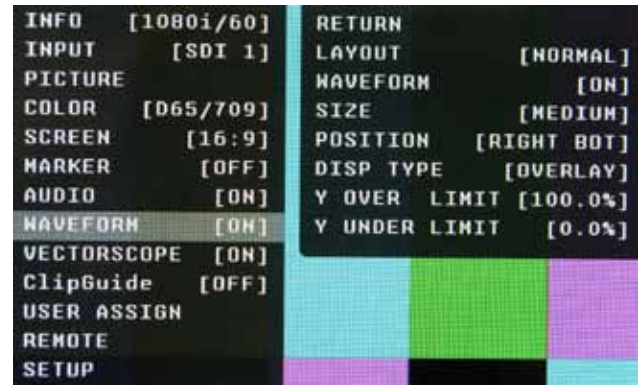 INFO [1080i/60]
INPUT [SDI 1]
PICTURE
COLOR [D65/709]
SCREEN [16:9]
MARKER [OFF]
AUDIO [ON]
WAVEFORM [ON]
VECTORSCOPE [ON]
ClipGuide [OFF]
USER ASSIGN
REMOTE
SETUP
RETURN
LAYOUT [NORMAL]
WAVEFORM [ON]
SIZE [MEDIUM]
POSITION [RIGHT BOT]
DISP TYPE [OVERLAY]
Y OVER LIMIT [100.0%]
Y UNDER LIMIT [0.0%]